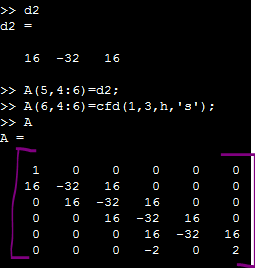 >> d2
d2 =
16 -32 16
>> A(5,4:6)=d2;
>> A(6,4:6)=cfd(1,3,h,'s');
>> A
A =
1 0 0 0 0 0
16 -32 16 0 0 0
0 16 -32 16 0 0
0 0 16 -32 16 0
0 0 0 16 -32 16
0 0 0 -2 0 2